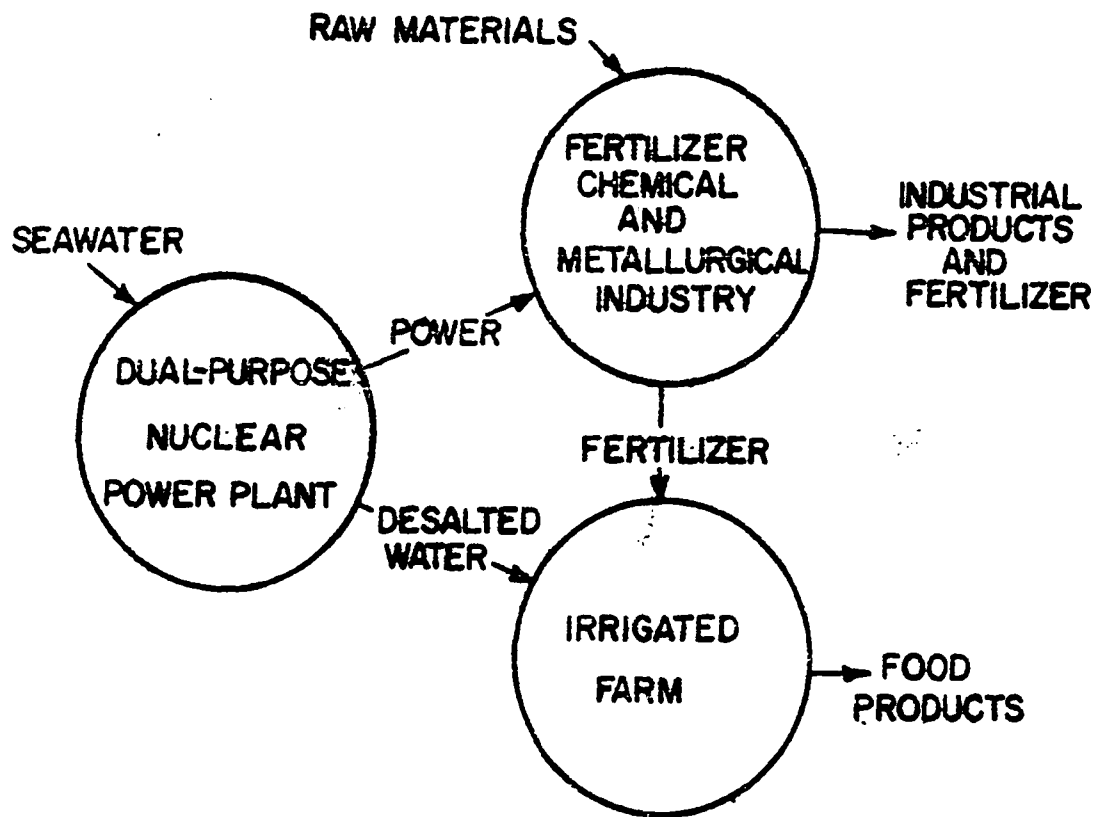 RAW MATERIALS
FERTILIZER
CHEMICAL
AND
METALLURGICAL
INDUSTRY
INDUSTRIAL
PRODUCTS
AND
FERTILIZER
SEAWATER
POWER
DUAL-PURPOSE
NUCLEAR
POWER PLANT
FERTILIZER
DESALTED
WATER
IRRIGATED
FARM
FOOD
PRODUCTS